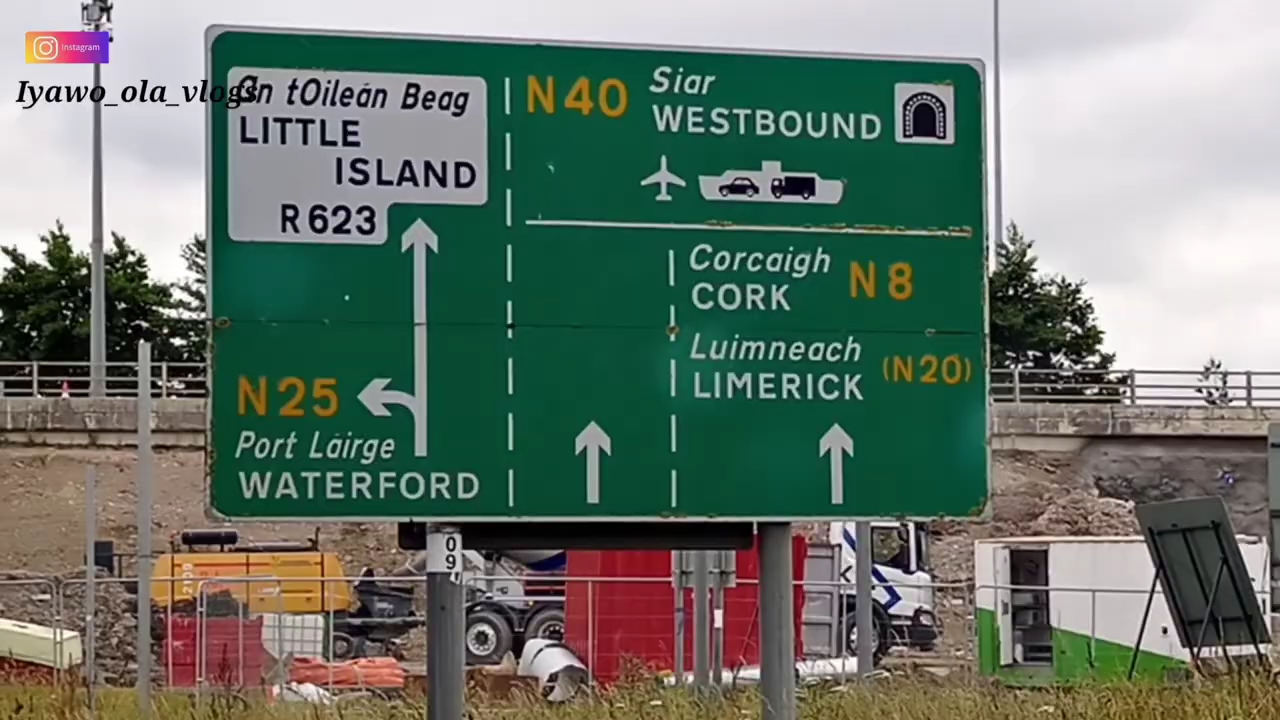 Instagram
Iyawo_ola_vlogs
An tOileán Beag
LITTLE
ISLAND
R623
N25
Port Láirge
WATERFORD
N40
Siar
WESTBOUND
Corcaigh
CORK
N8
Luimneach
LIMERICK
(N20)
09